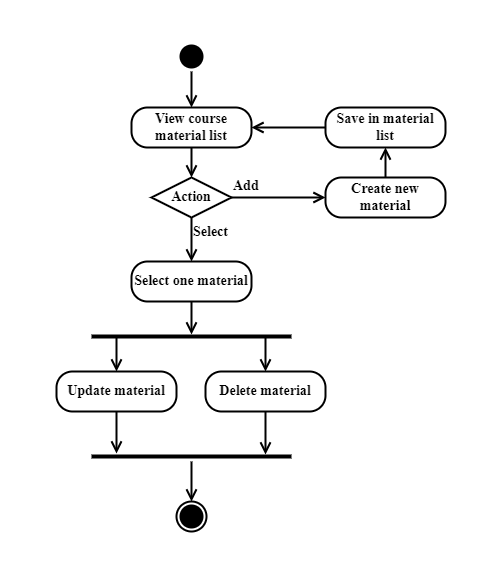 View course
material list
Save in material
list
Action
Add
Create new
material
Select
Select one material
Update material
Delete material